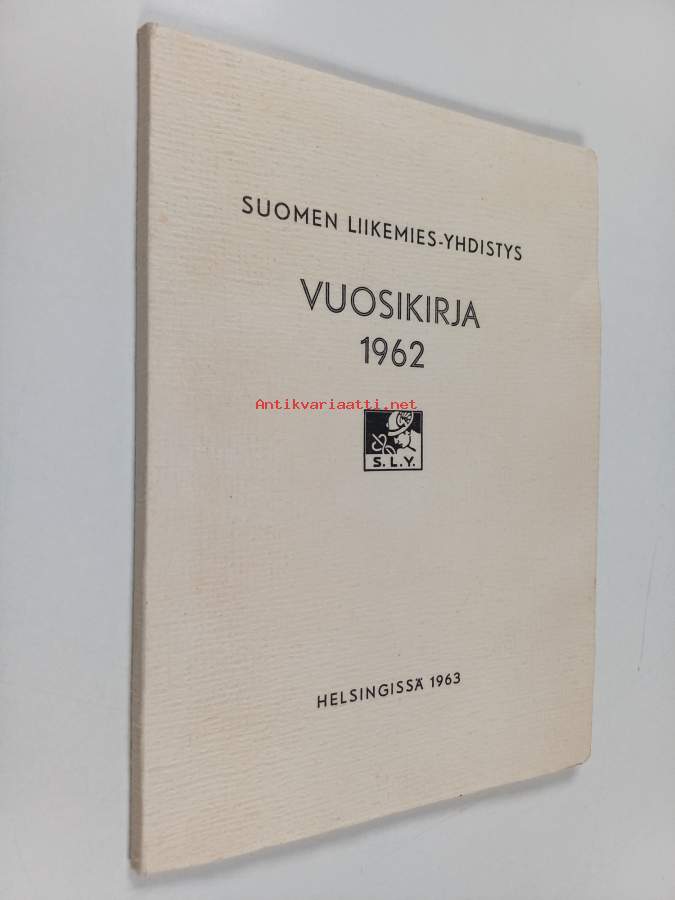 SUOMEN LIIKEMIES-YHDISTYS
VUOSIKIRJA
1962
Antikvariaatti.net
S.L.Y.
HELSINGISSÄ 1963